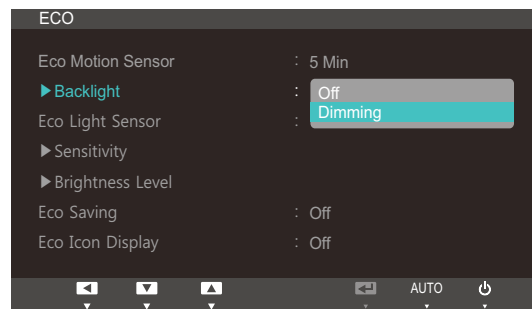 ECO
Eco Motion Sensor : 5 Min
▶Backlight : Off
Dimming
Eco Light Sensor :
▶Sensitivity
▶Brightness Level
Eco Saving : Off
Eco Icon Display : Off
AUTO